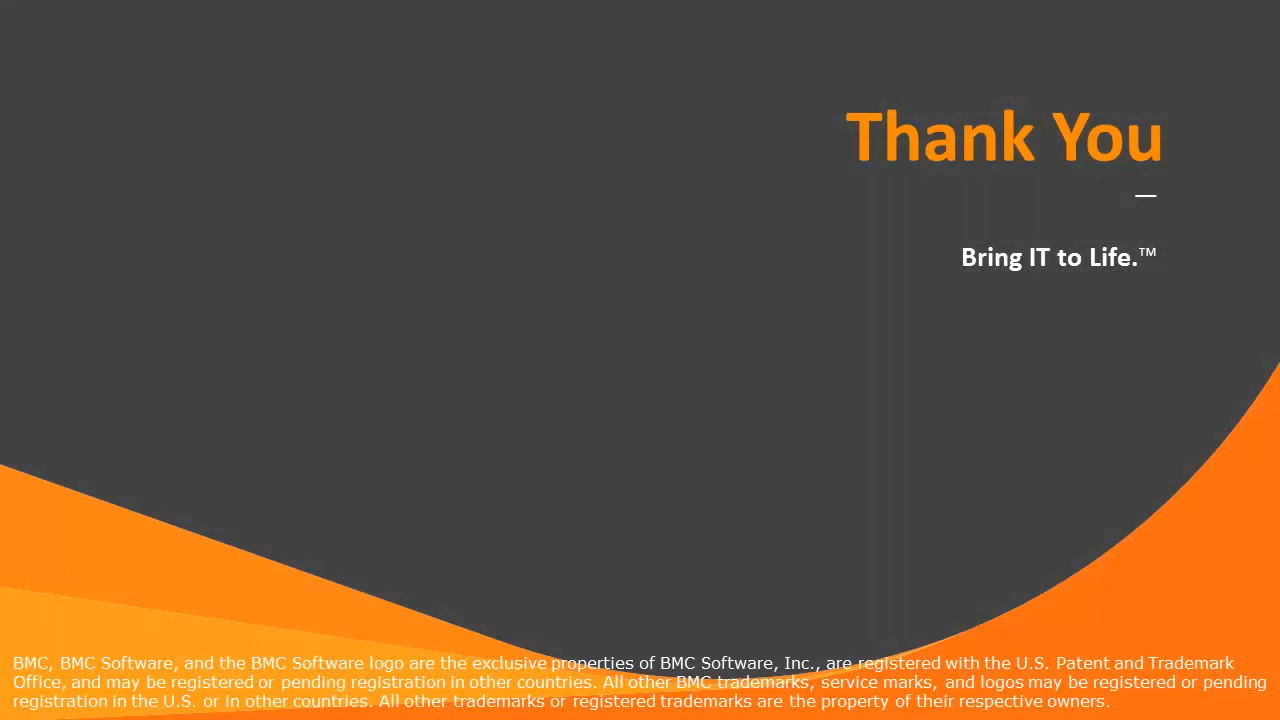 Thank You
—
Bring IT to Life.™
BMC, BMC Software, and the BMC Software logo are the exclusive properties of BMC Software, Inc., are registered with the U.S. Patent and Trademark
Office, and may be registered or pending registration in other countries. All other BMC trademarks, service marks, and logos may be registered or pending
registration in the U.S. or in other countries. All other trademarks or registered trademarks are the property of their respective owners.